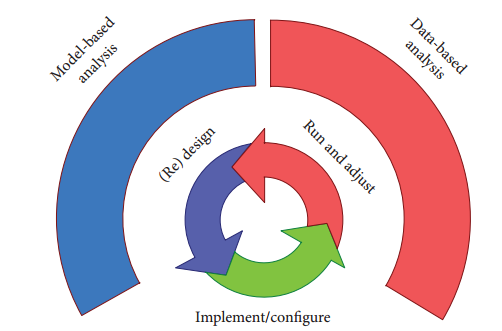 Model-based
analysis
Data-based
analysis
(Re) design
Run and adjust
Implement/configure